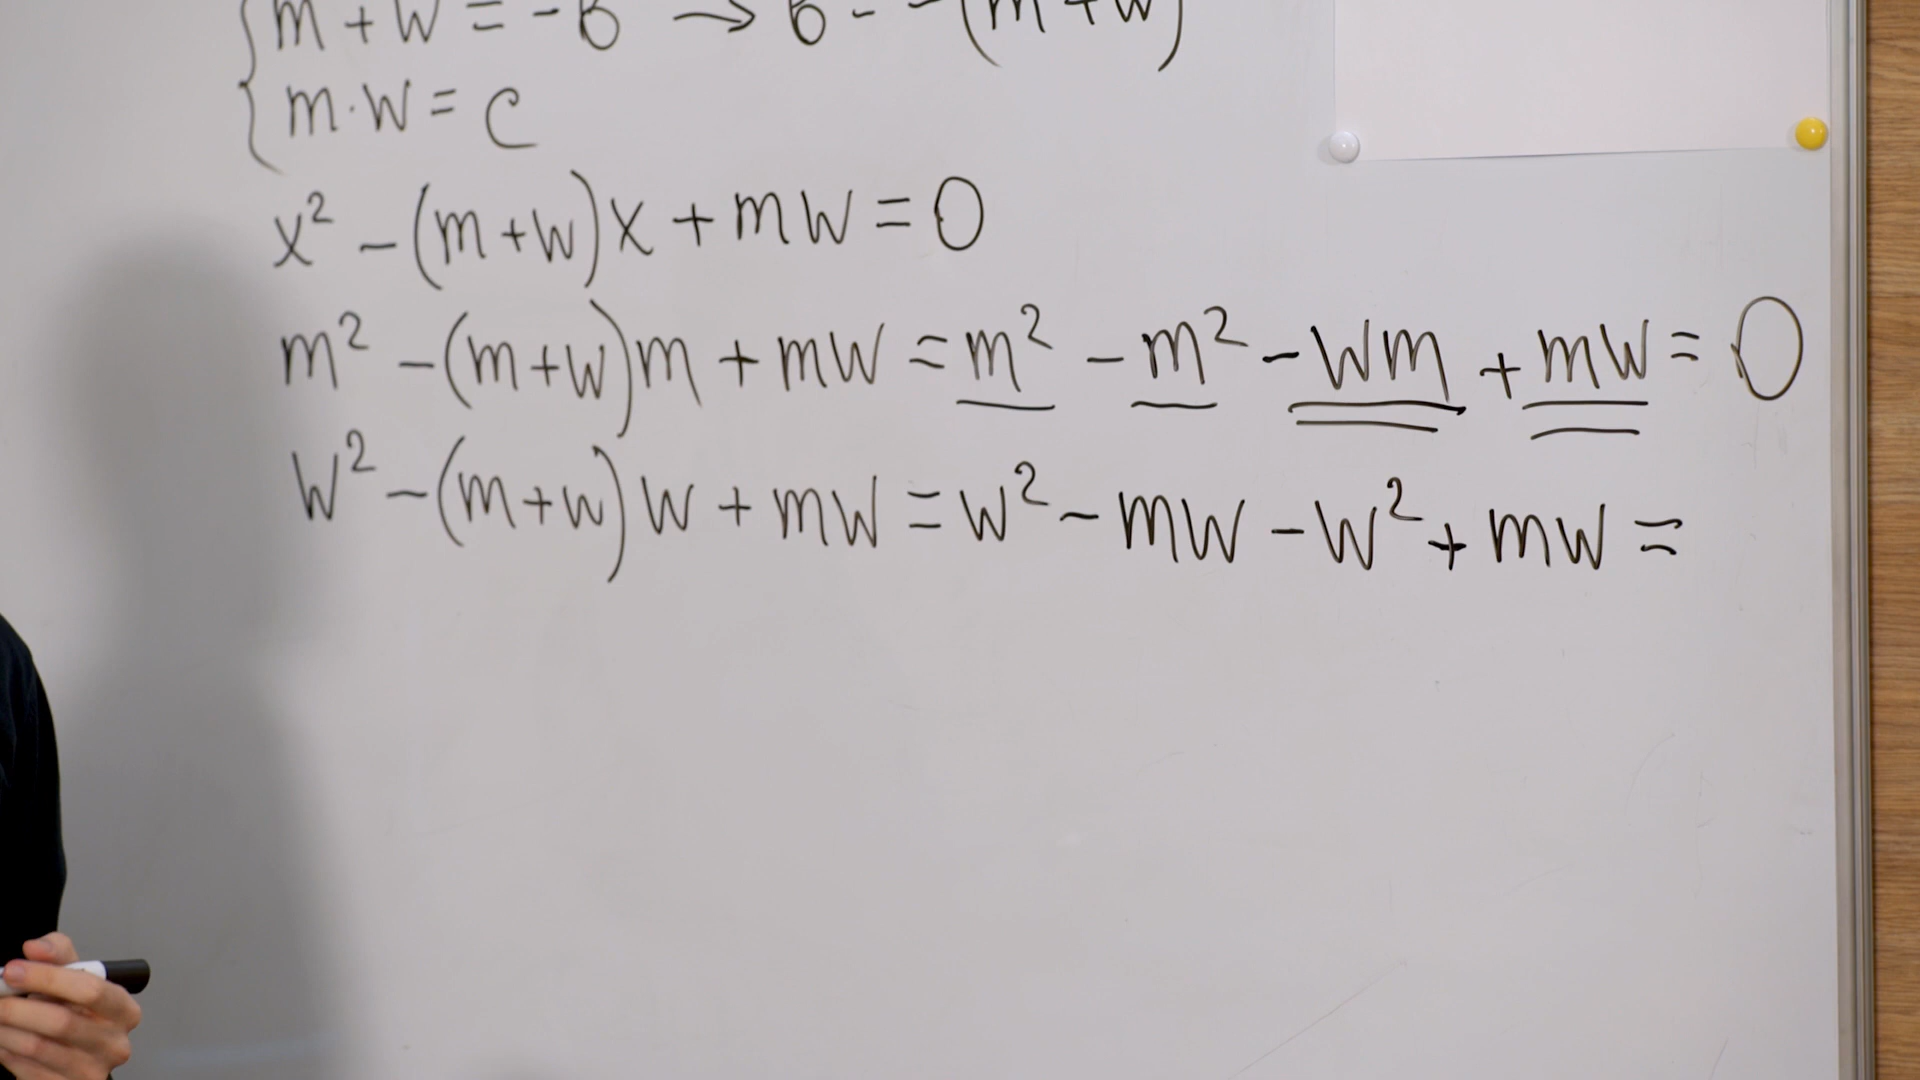 m + w = -b → b = -(m+w)
m·w = c
x² - (m+w)x + mw = 0
m² - (m+w)m + mw = m² - m² - wm + mw = 0
w² - (m+w)w + mw = w² - mw - w² + mw =